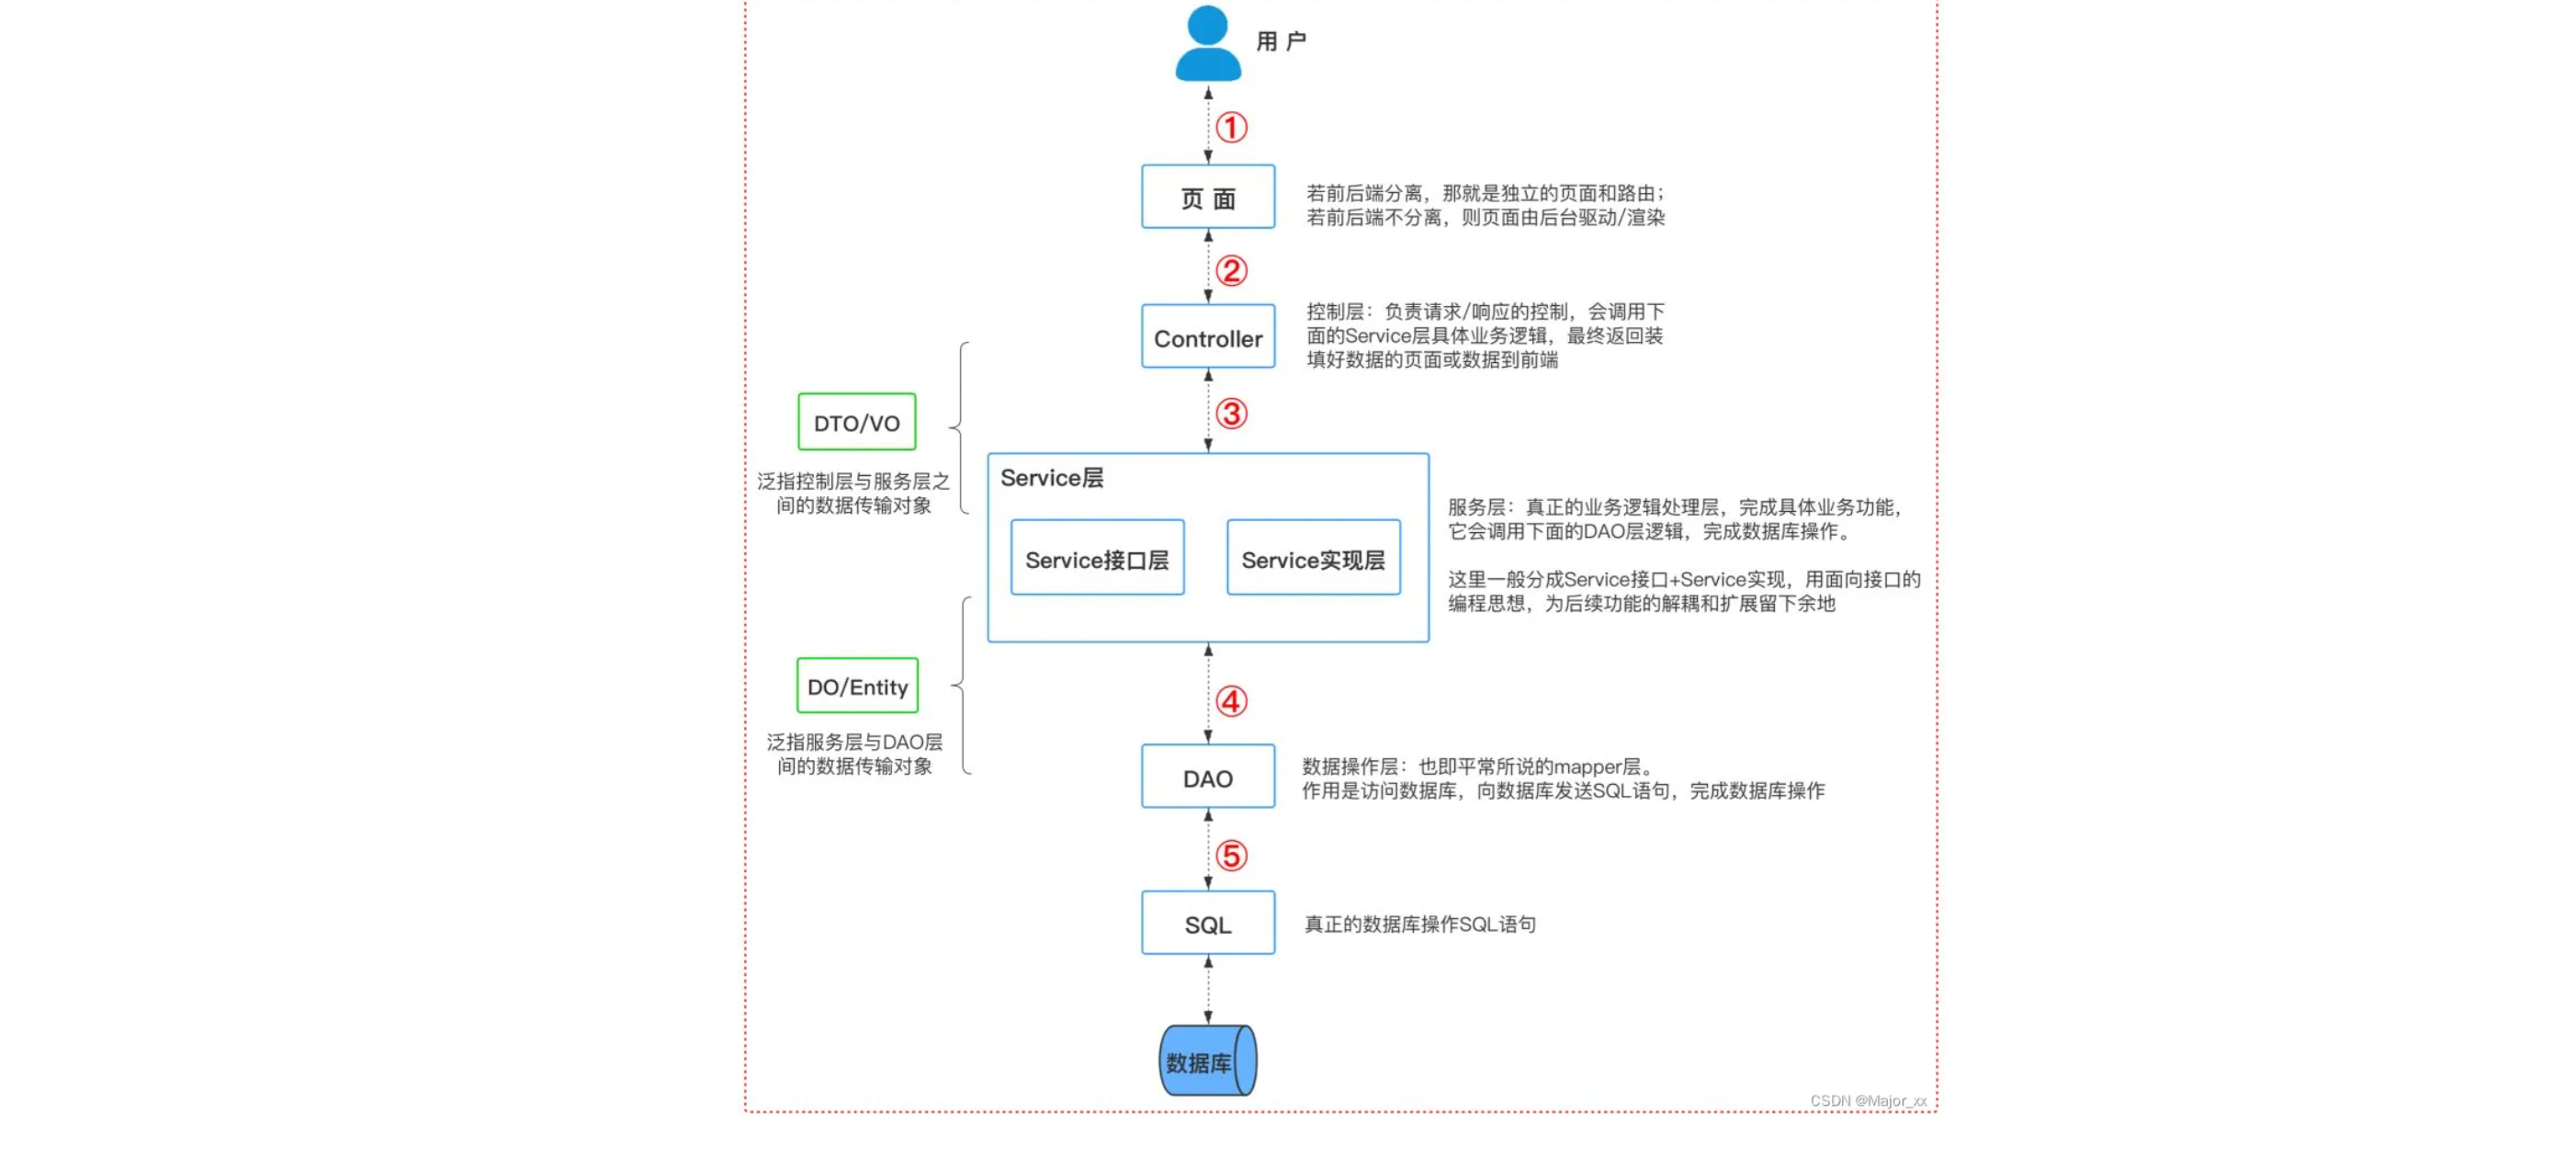 用 户
①
页 面
若前后端分离，那就是独立的页面和路由；
若前后端不分离，则页面由后台驱动/渲染
②
Controller
控制层：负责请求/响应的控制，会调用下
面的Service层具体业务逻辑，最终返回装
填好数据的页面或数据到前端
③
DTO/VO
泛指控制层与服务层之
间的数据传输对象
Service层
Service接口层
Service实现层
服务层：真正的业务逻辑处理层，完成具体业务功能，
它会调用下面的DAO层逻辑，完成数据库操作。
这里一般分成Service接口+Service实现，用面向接口的
编程思想，为后续功能的解耦和扩展留下余地
DO/Entity
泛指服务层与DAO层
间的数据传输对象
④
DAO
数据操作层：也即平常所说的mapper层。
作用是访问数据库，向数据库发送SQL语句，完成数据库操作
⑤
SQL
真正的数据库操作SQL语句
数据库
CSDN @Major_xx